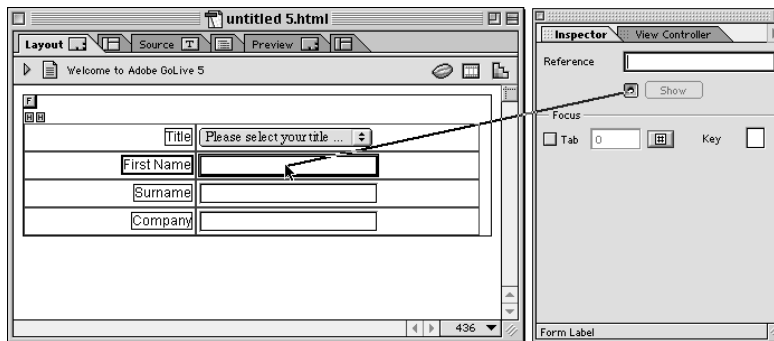 untitled 5.html
Layout
Source
T
Preview
Welcome to Adobe GoLive 5
F
H H
Title
Please select your title ...
First Name
Surname
Company
436
Inspector
View Controller
Reference
Show
Focus
Tab
0
Key
Form Label